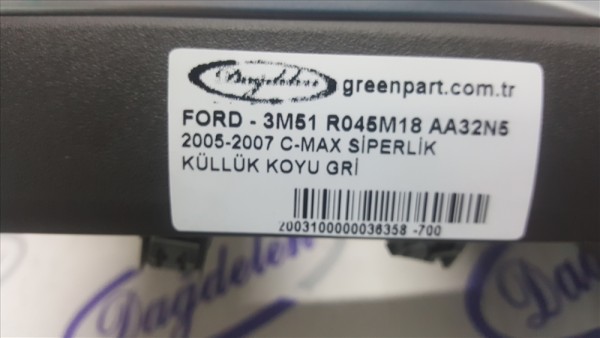 Dagdelen greenpart.com.tr
FORD - 3M51 R045M18 AA32N5
2005-2007 C-MAX SİPERLİK
KÜLLÜK KOYU GRİ
2003100000036358 -700
Dagdelen
Dagdelen